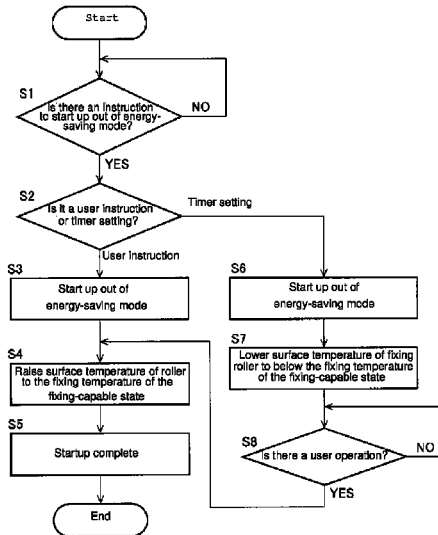 Start
S1
Is there an instruction
to start up out of energy-
saving mode?
NO
YES
S2
Is it a user instruction
or timer setting?
Timer setting
User instruction
S3
Start up out of
energy-saving mode
S6
Start up out of
energy-saving mode
S4
Raise surface temperature of roller
to the fixing temperature of the
fixing-capable state
S7
Lower surface temperature of fixing
roller to below the fixing temperature
of the fixing-capable state
S5
Startup complete
S8
Is there a user operation?
NO
YES
End